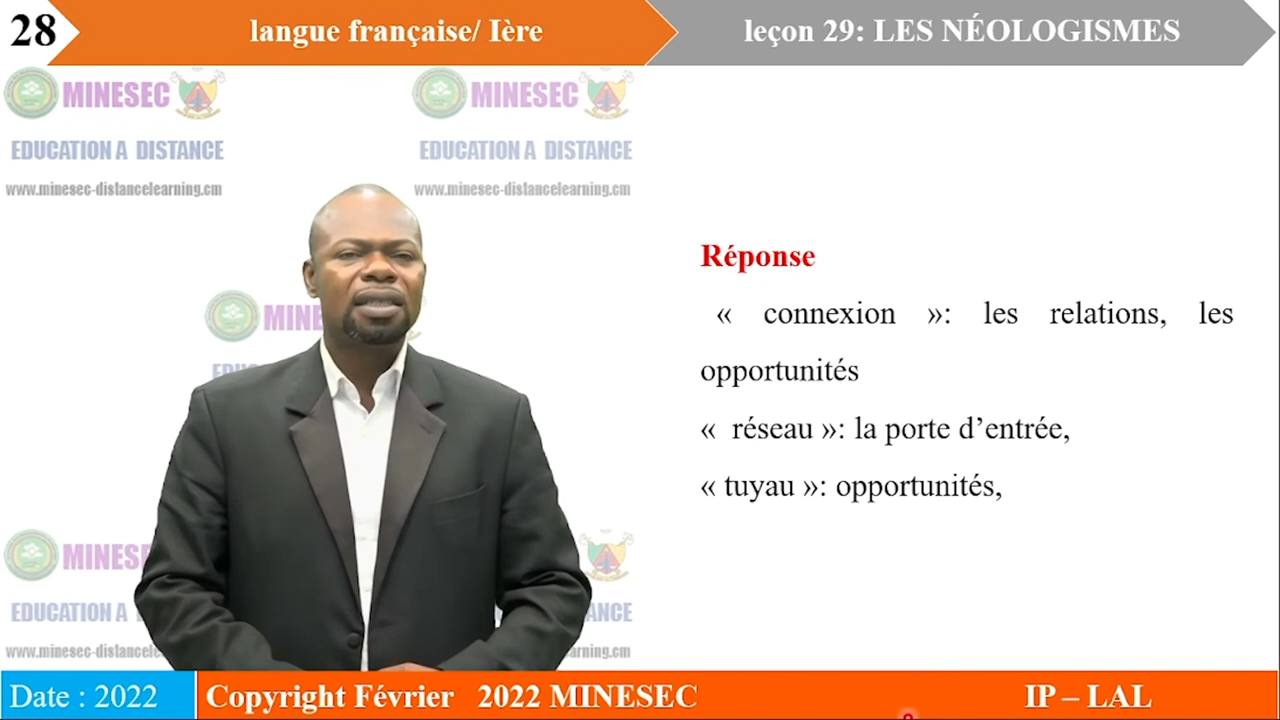 28
langue française/ Ière
leçon 29: LES NÉOLOGISMES
MINESEC
MINESEC
EDUCATION A DISTANCE
EDUCATION A DISTANCE
www.minesec-distancelearning.cm
www.minesec-distancelearning.cm
Réponse
« connexion »: les relations, les
opportunités
« réseau »: la porte d’entrée,
« tuyau »: opportunités,
EDUCATION A
Date : 2022
Copyright Février 2022 MINESEC
IP – LAL